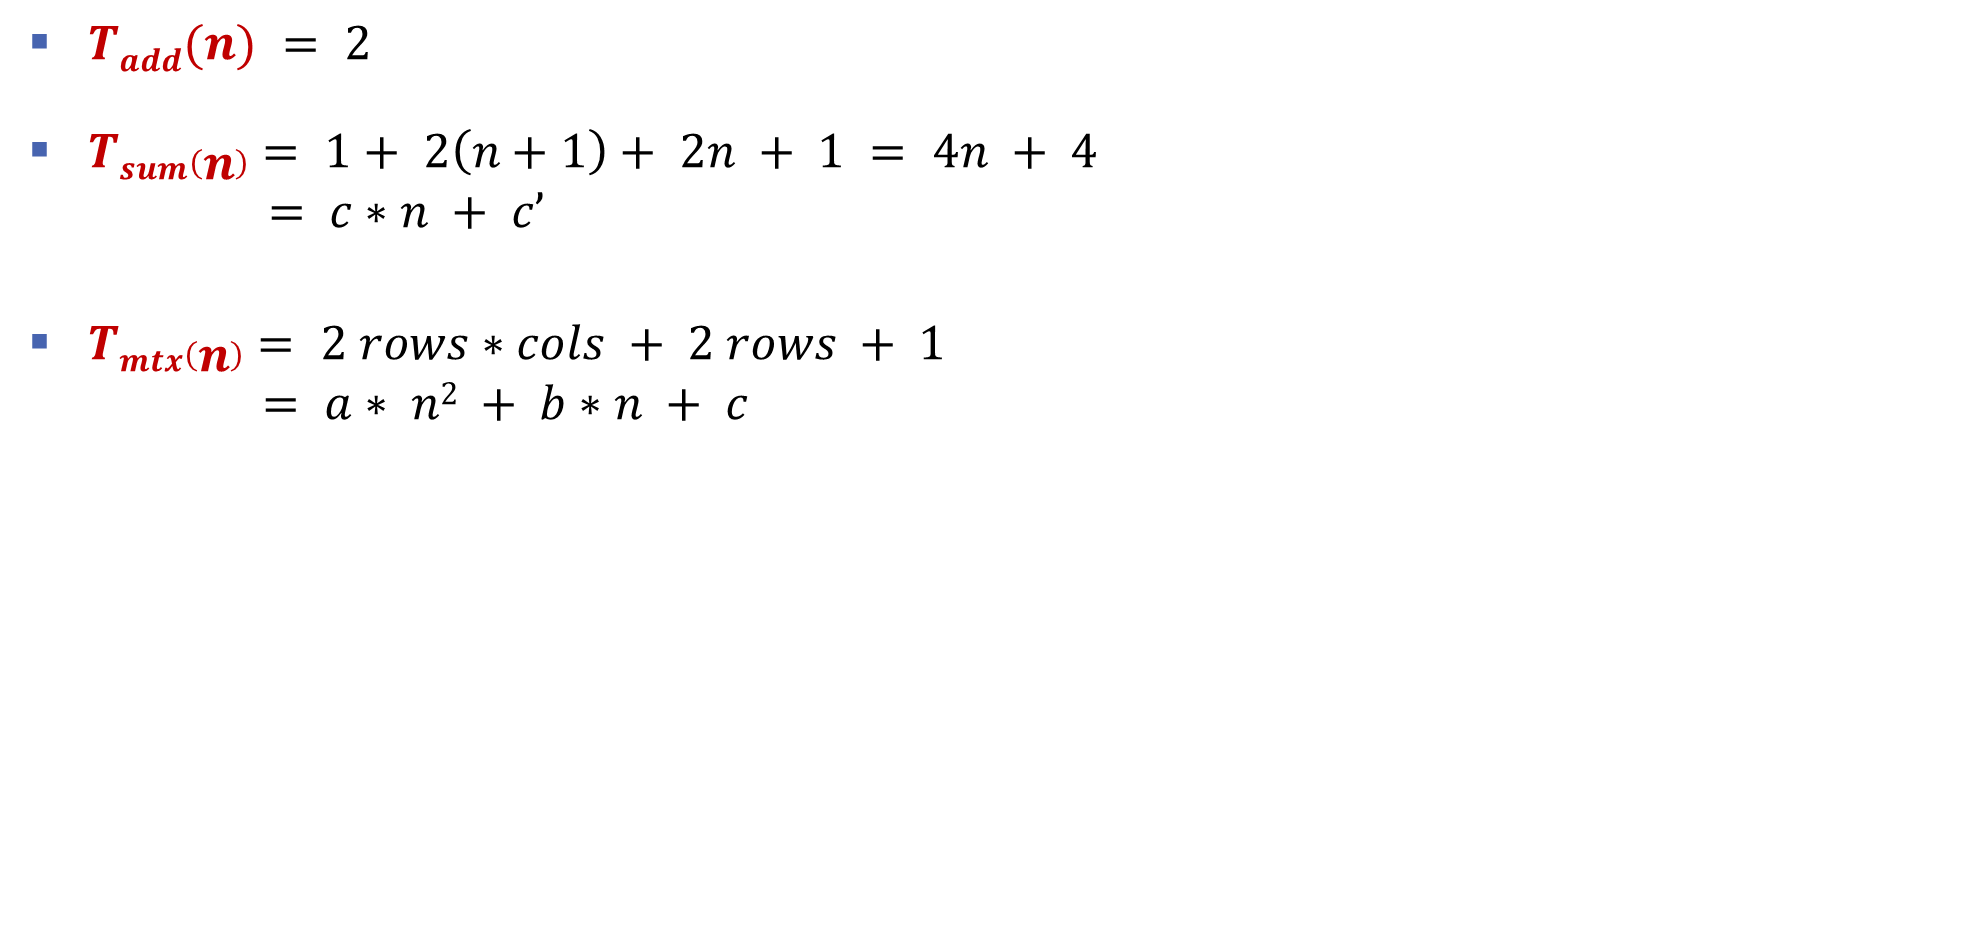 ▪ T_add(n) = 2
▪ T_sum(n) = 1 + 2(n + 1) + 2n + 1 = 4n + 4
= c ∗ n + c’
▪ T_mtx(n) = 2 rows ∗ cols + 2 rows + 1
= a ∗ n² + b ∗ n + c